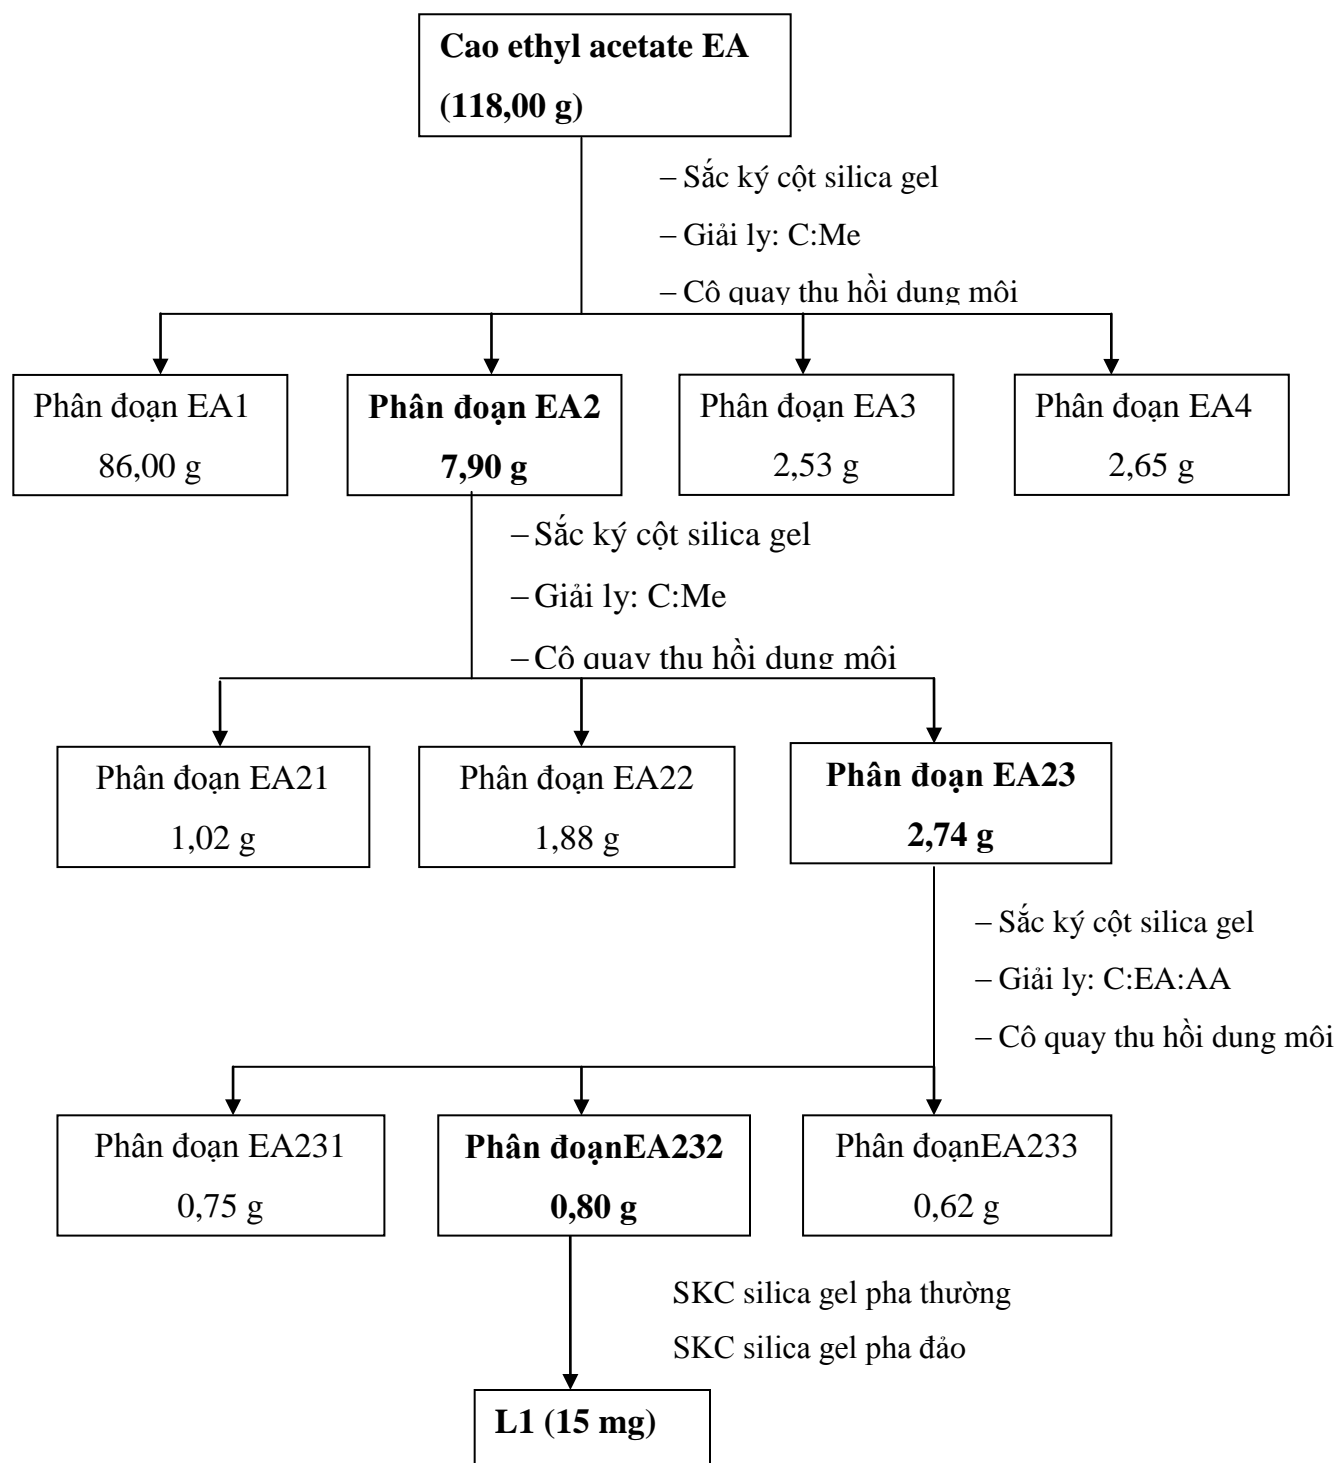 Cao ethyl acetate EA
(118,00 g)
– Sắc ký cột silica gel
– Giải ly: C:Me
– Cô quay thu hồi dung môi
Phân đoạn EA1
86,00 g
Phân đoạn EA2
7,90 g
Phân đoạn EA3
2,53 g
Phân đoạn EA4
2,65 g
– Sắc ký cột silica gel
– Giải ly: C:Me
– Cô quay thu hồi dung môi
Phân đoạn EA21
1,02 g
Phân đoạn EA22
1,88 g
Phân đoạn EA23
2,74 g
– Sắc ký cột silica gel
– Giải ly: C:EA:AA
– Cô quay thu hồi dung môi
Phân đoạn EA231
0,75 g
Phân đoạnEA232
0,80 g
Phân đoạnEA233
0,62 g
SKC silica gel pha thường
SKC silica gel pha đảo
L1 (15 mg)